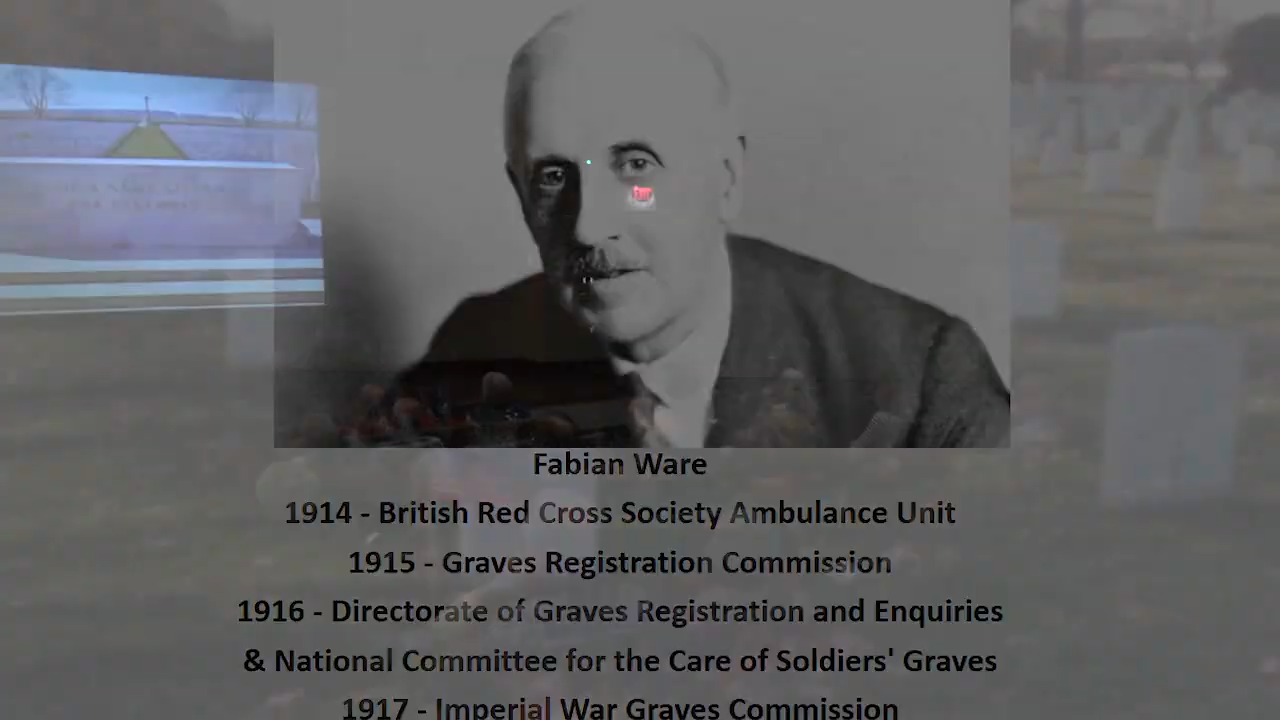 Fabian Ware
1914 - British Red Cross Society Ambulance Unit
1915 - Graves Registration Commission
1916 - Directorate of Graves Registration and Enquiries
& National Committee for the Care of Soldiers' Graves
1917 - Imperial War Graves Commission